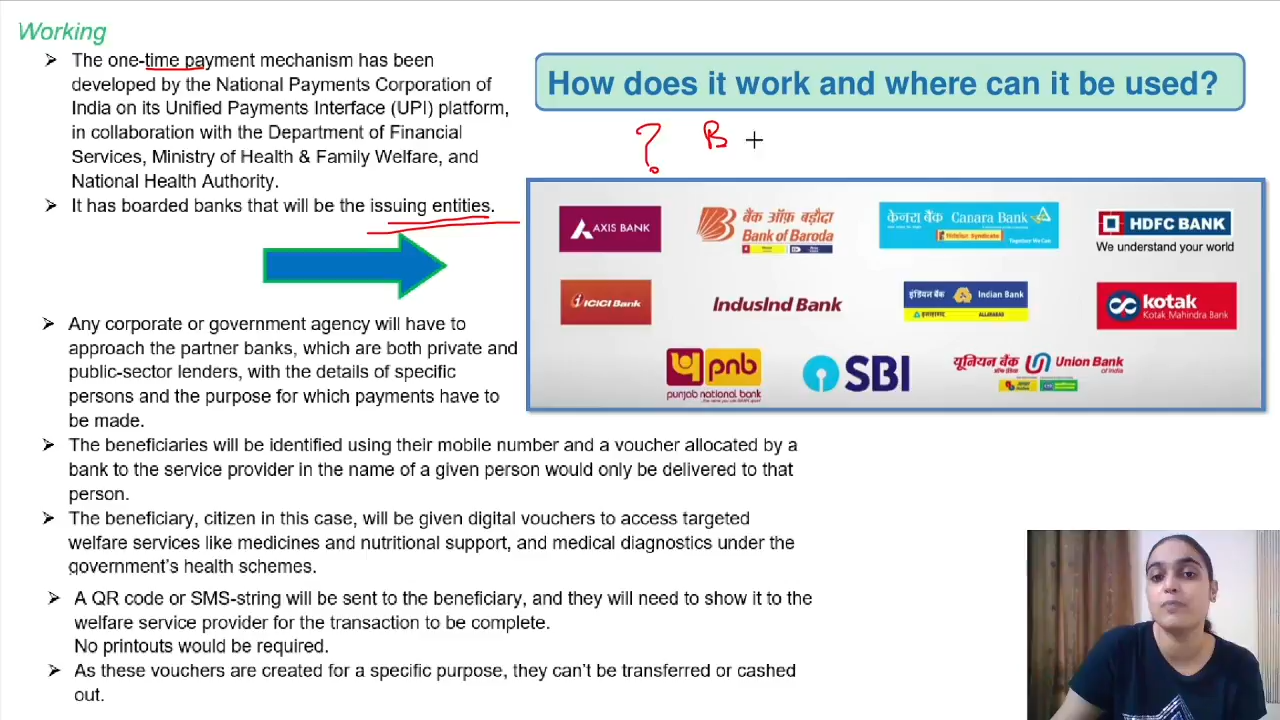 Working
The one-time payment mechanism has been
developed by the National Payments Corporation of
India on its Unified Payments Interface (UPI) platform,
in collaboration with the Department of Financial
Services, Ministry of Health & Family Welfare, and
National Health Authority.
It has boarded banks that will be the issuing entities.
How does it work and where can it be used?
? B
AXIS BANK
बैंक ऑफ़ बड़ौदा
Bank of Baroda
केनरा बैंक Canara Bank
Together We Can
HDFC BANK
We understand your world
ICICI Bank
IndusInd Bank
इंडियन बैंक Indian Bank
ALLAHABAD
kotak
Kotak Mahindra Bank
pnb
punjab national bank
SBI
यूनियन बैंक Union Bank
of India
Any corporate or government agency will have to
approach the partner banks, which are both private and
public-sector lenders, with the details of specific
persons and the purpose for which payments have to
be made.
The beneficiaries will be identified using their mobile number and a voucher allocated by a
bank to the service provider in the name of a given person would only be delivered to that
person.
The beneficiary, citizen in this case, will be given digital vouchers to access targeted
welfare services like medicines and nutritional support, and medical diagnostics under the
government's health schemes.
A QR code or SMS-string will be sent to the beneficiary, and they will need to show it to the
welfare service provider for the transaction to be complete.
No printouts would be required.
As these vouchers are created for a specific purpose, they can't be transferred or cashed
out.